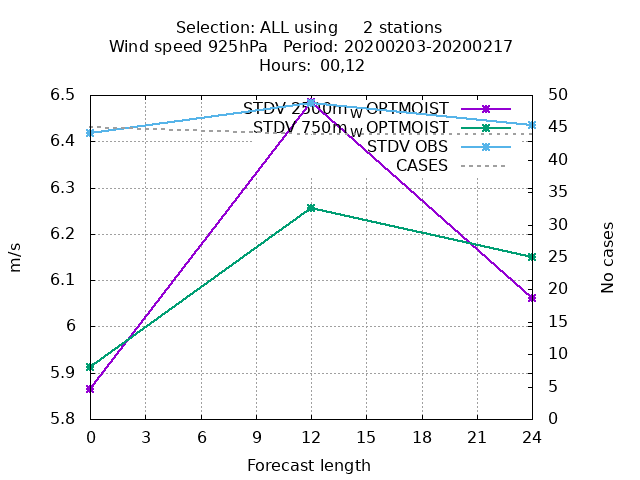 Selection: ALL using     2 stations
Wind speed 925hPa   Period: 20200203-20200217
Hours: 00,12
STDV 2500m_W OPTMOIST
STDV 750m_W OPTMOIST
STDV OBS
CASES
6.5
6.4
6.3
6.2
6.1
6
5.9
5.8
m/s
50
45
40
35
30
25
20
15
10
5
0
No cases
0 3 6 9 12 15 18 21 24
Forecast length